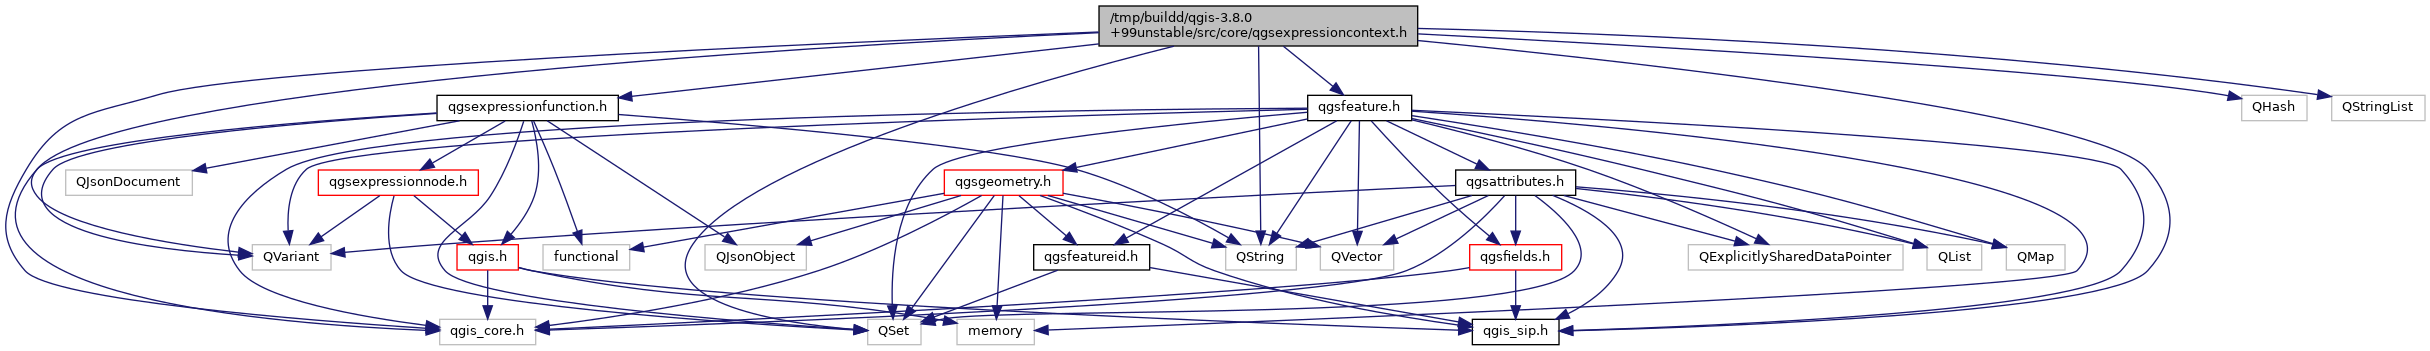 /tmp/buildd/qgis-3.8.0
+99unstable/src/core/qgsexpressioncontext.h
qgsexpressionfunction.h
qgsfeature.h
QHash
QStringList
QJsonDocument
qgsexpressionnode.h
qgsgeometry.h
qgsattributes.h
QVariant
qgis.h
functional
QJsonObject
qgsfeatureid.h
QString
QVector
qgsfields.h
QExplicitlySharedDataPointer
QList
QMap
qgis_core.h
QSet
memory
qgis_sip.h